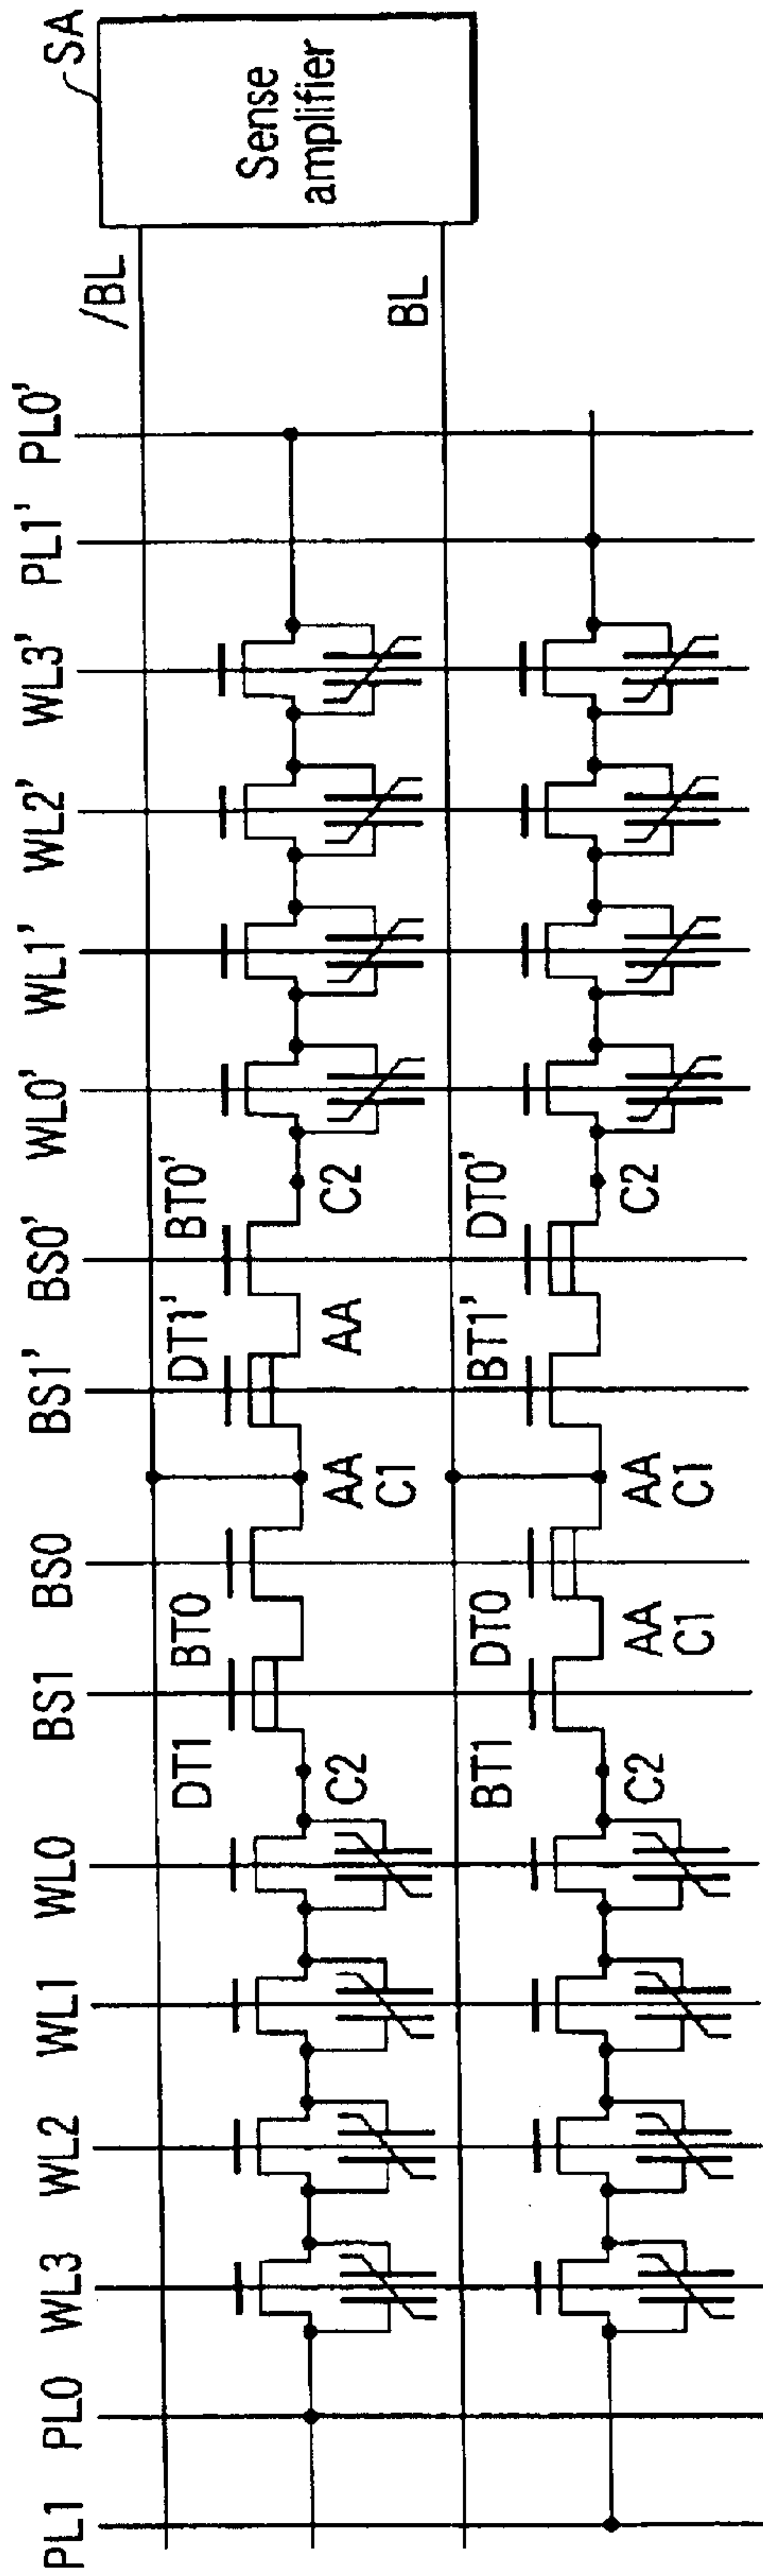 PL1 PL0 WL3 WL2 WL1 WL0 BS1 BS0 BS1' BS0' WL0' WL1' WL2' WL3' PL1' PL0'
SA
/BL
Sense
amplifier
DT1 BT0 DT1' BT0'
C2 AA AA C2
C1
BL
BT1 DT0 BT1' DT0'
C2 AA AA C2
C1 C1